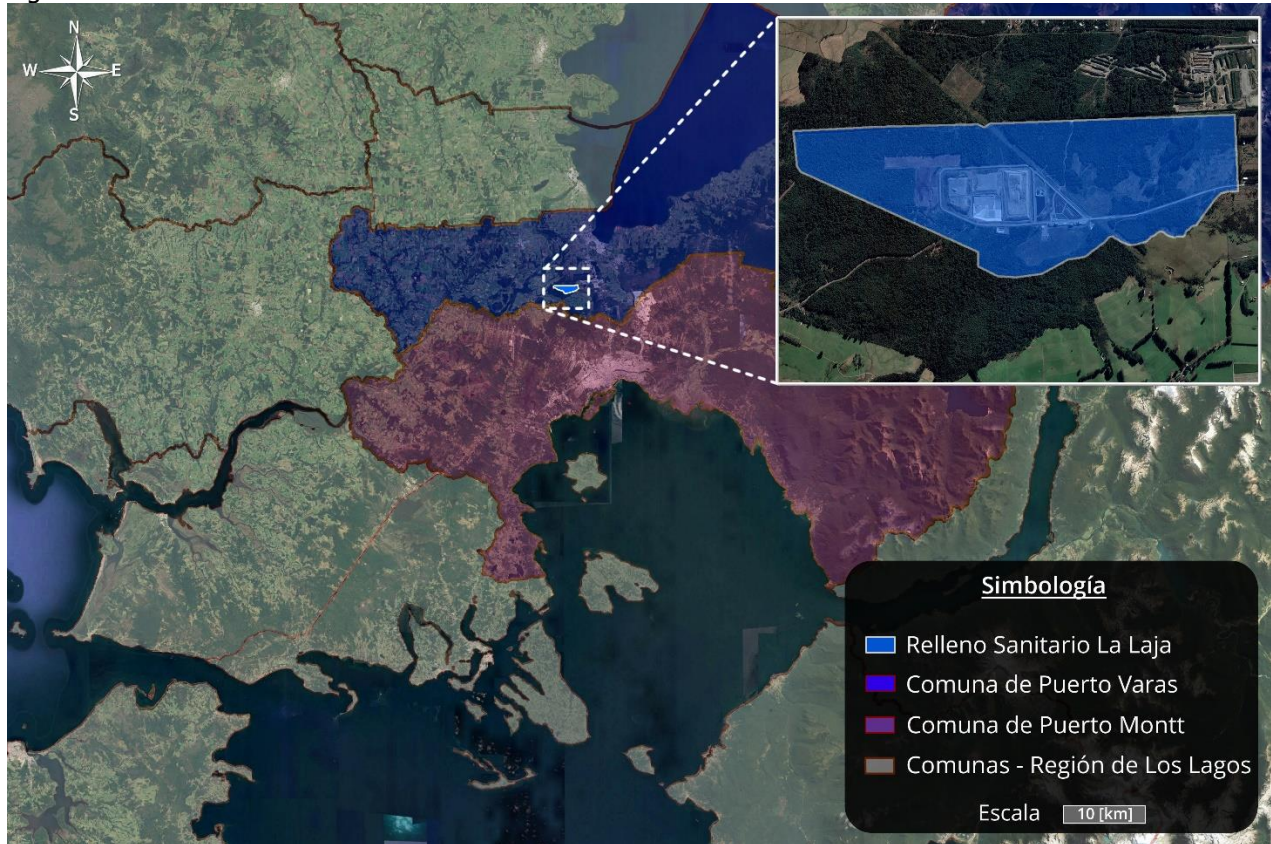 N
W E
S
Simbología
Relleno Sanitario La Laja
Comuna de Puerto Varas
Comuna de Puerto Montt
Comunas - Región de Los Lagos
Escala 10 [km]